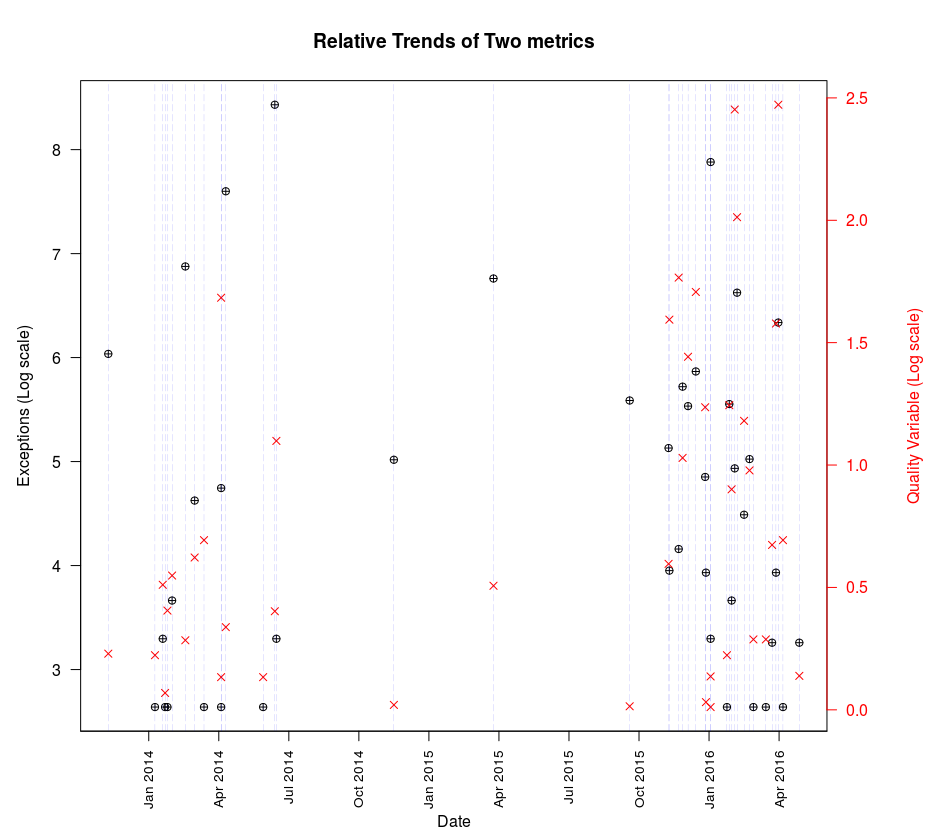 Relative Trends of Two metrics
8
7
6
5
4
3
Exceptions (Log scale)
2.5
2.0
1.5
1.0
0.5
0.0
Quality Variable (Log scale)
Jan 2014
Apr 2014
Jul 2014
Oct 2014
Jan 2015
Apr 2015
Jul 2015
Oct 2015
Jan 2016
Apr 2016
Date